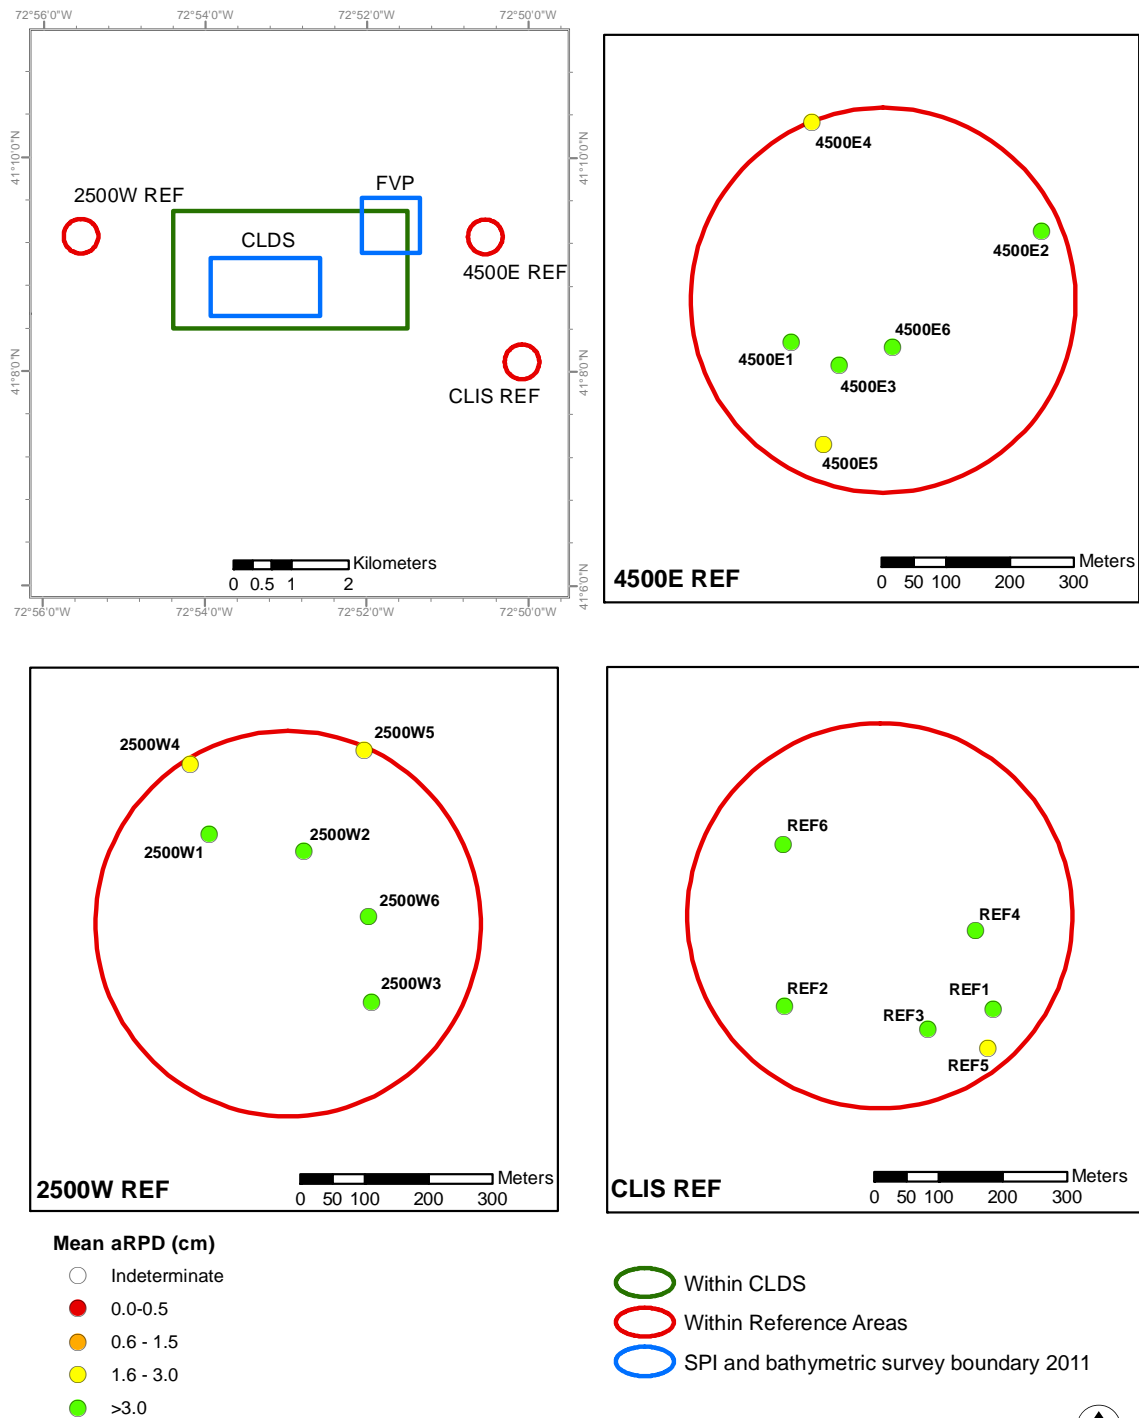 72°56'0"W
72°54'0"W
72°52'0"W
72°50'0"W
41°10'0"N
41°10'0"N
2500W REF
FVP
CLDS
4500E REF
41°8'0"N
41°8'0"N
CLIS REF
Kilometers
0 0.5 1 2
41°6'0"N
72°56'0"W
72°54'0"W
72°52'0"W
72°50'0"W
4500E4
4500E2
4500E6
4500E1
4500E3
4500E5
Meters
0 50 100 200 300
4500E REF
2500W5
2500W4
2500W2
2500W1
2500W6
2500W3
Meters
0 50 100 200 300
2500W REF
REF6
REF4
REF2
REF1
REF3
REF5
Meters
0 50 100 200 300
CLIS REF
Mean aRPD (cm)
Indeterminate
0.0-0.5
0.6 - 1.5
1.6 - 3.0
>3.0
Within CLDS
Within Reference Areas
SPI and bathymetric survey boundary 2011